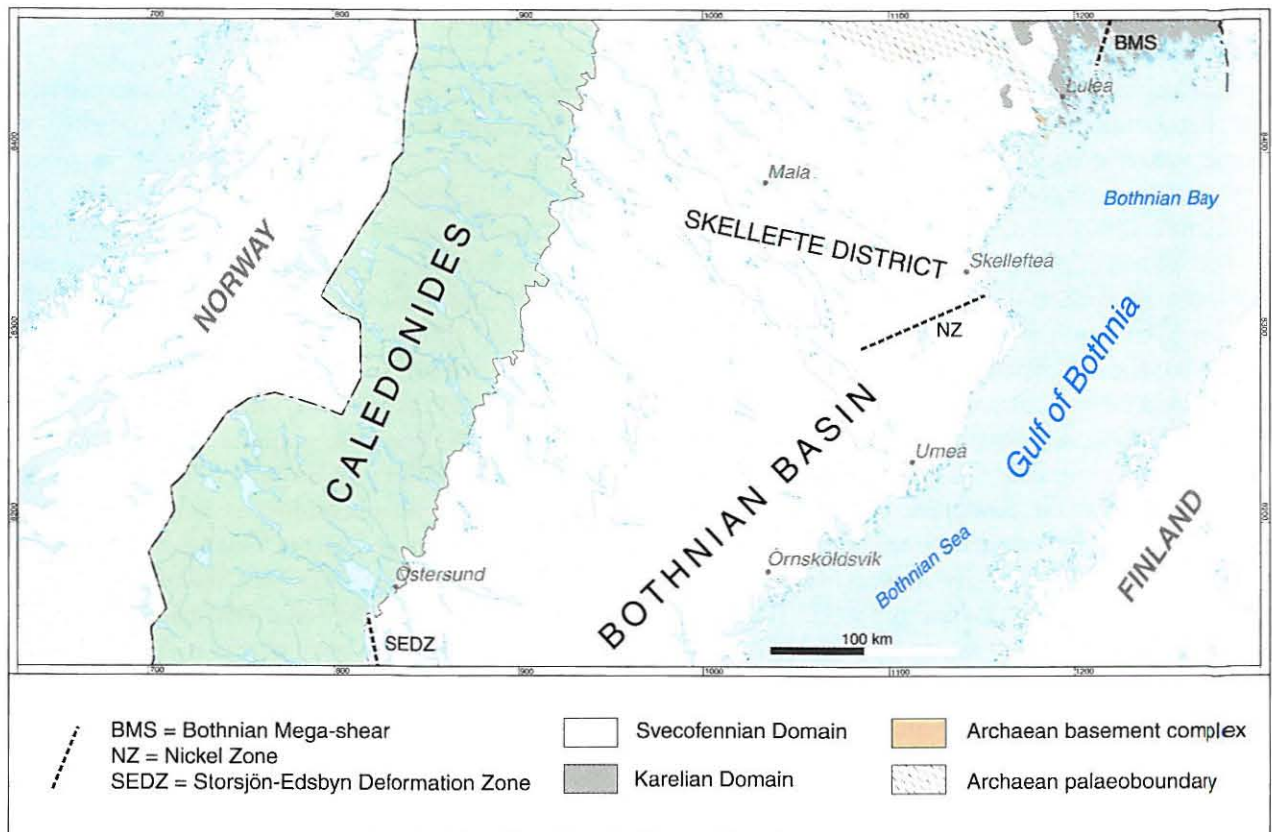 700 800 900 1000 1100 1200
BMS
Luleå
Malå
Bothnian Bay
SKELLEFTE DISTRICT
Skellefteå
NORWAY
CALEDONIDES
NZ
Gulf of Bothnia
BOTHNIAN BASIN
Umeå
Örnsköldsvik
Bothnian Sea
FINLAND
Östersund
SEDZ
100 km
700 800 900 1000 1100 1200
BMS = Bothnian Mega-shear
NZ = Nickel Zone
SEDZ = Storsjön-Edsbyn Deformation Zone
Svecofennian Domain
Karelian Domain
Archaean basement complex
Archaean palaeoboundary